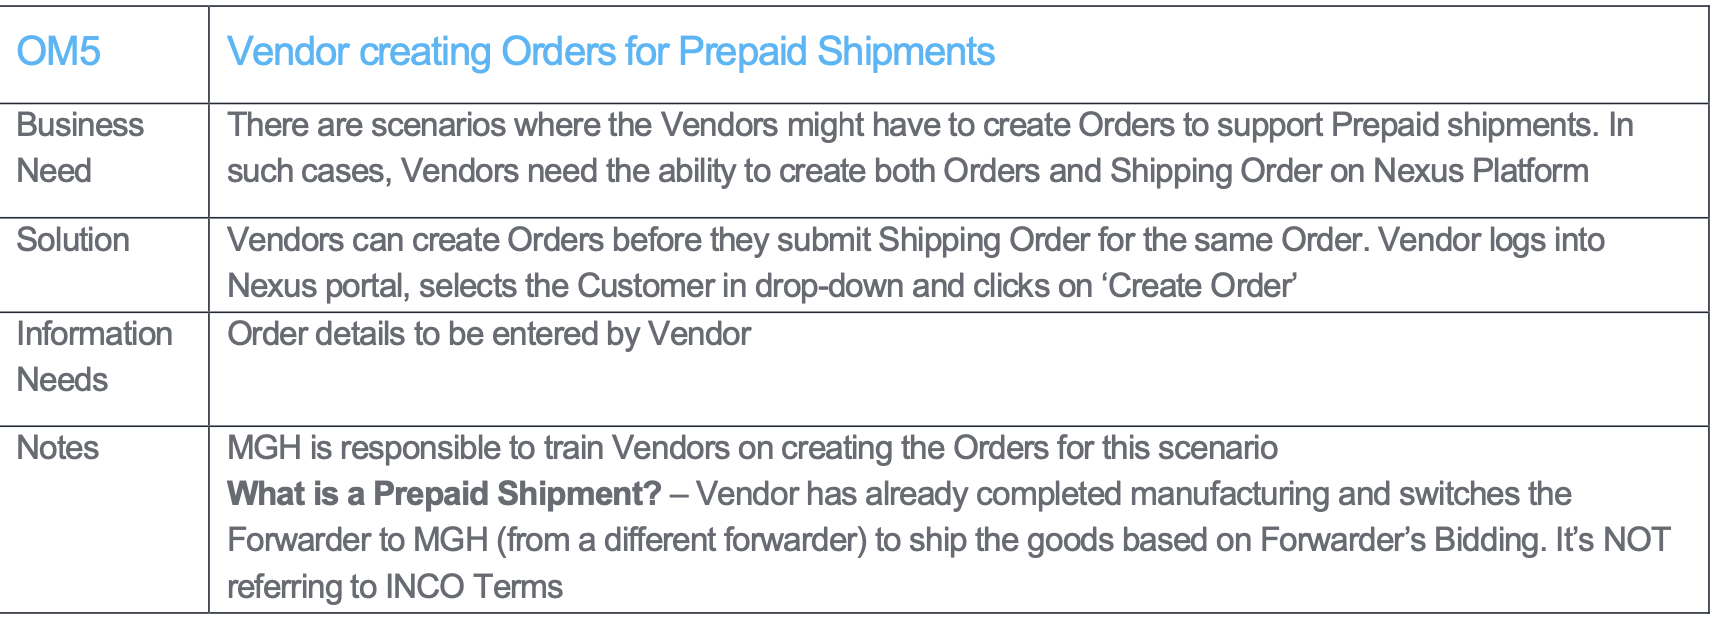 OM5
Vendor creating Orders for Prepaid Shipments
Business
Need
There are scenarios where the Vendors might have to create Orders to support Prepaid shipments. In
such cases, Vendors need the ability to create both Orders and Shipping Order on Nexus Platform
Solution
Vendors can create Orders before they submit Shipping Order for the same Order. Vendor logs into
Nexus portal, selects the Customer in drop-down and clicks on ‘Create Order’
Information
Needs
Order details to be entered by Vendor
Notes
MGH is responsible to train Vendors on creating the Orders for this scenario
What is a Prepaid Shipment? – Vendor has already completed manufacturing and switches the
Forwarder to MGH (from a different forwarder) to ship the goods based on Forwarder’s Bidding. It’s NOT
referring to INCO Terms